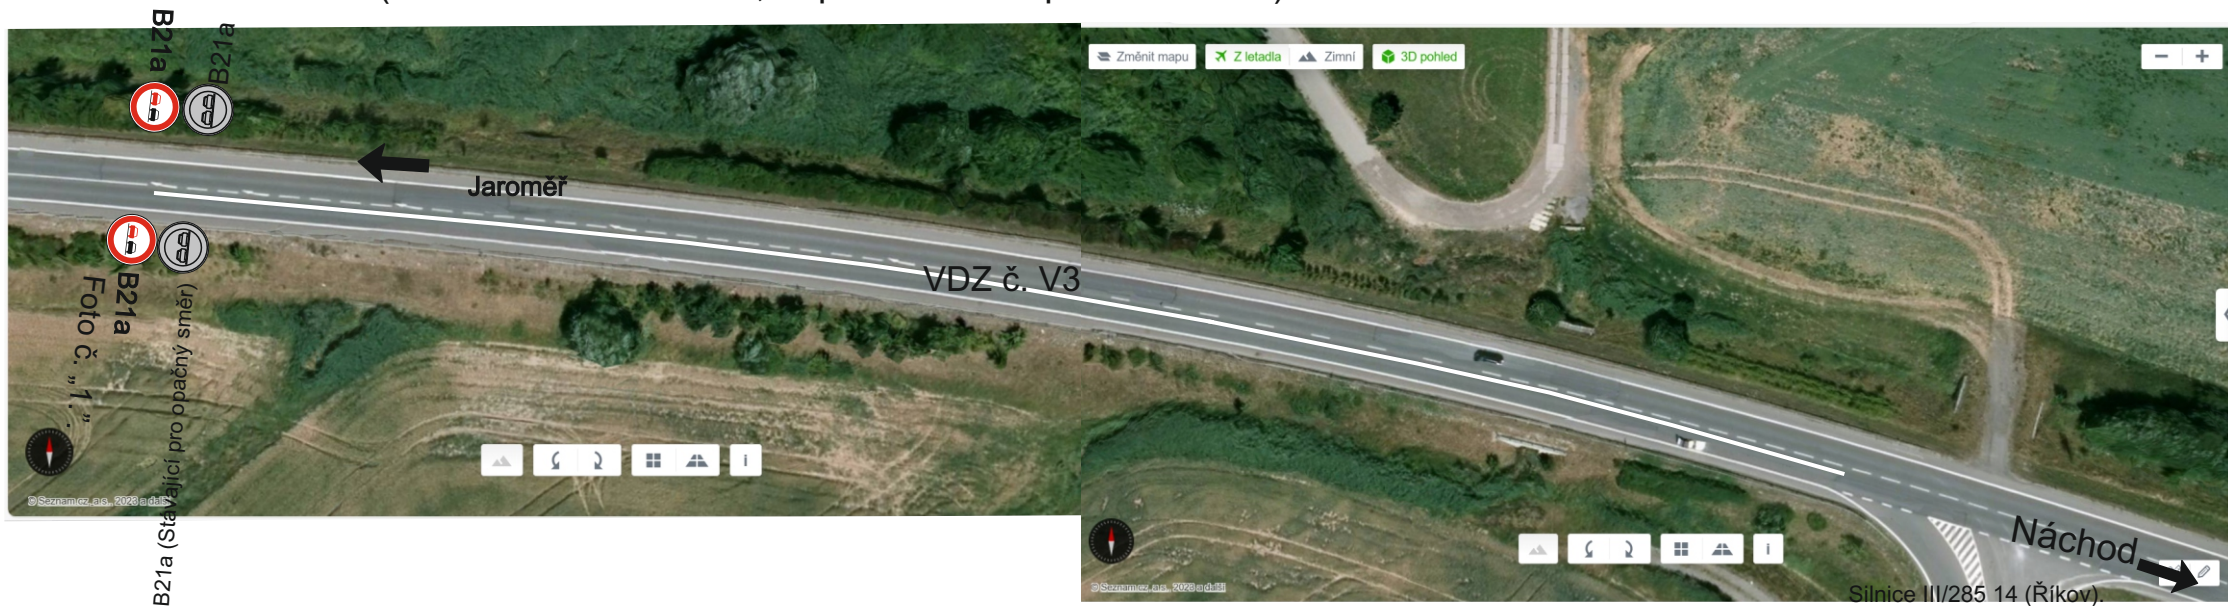 B21a
B21a
Změnit mapu
Z letadla
Zimní
3D pohled
Jaroměř
VDZ č. V3
B21a
Foto č. „1.“.
B21a (Stávající pro opačný směr)
© Seznam.cz, a.s., 2023 a další
© Seznam.cz, a.s., 2023 a další
Náchod
Silnice III/285 14 (Říkov).